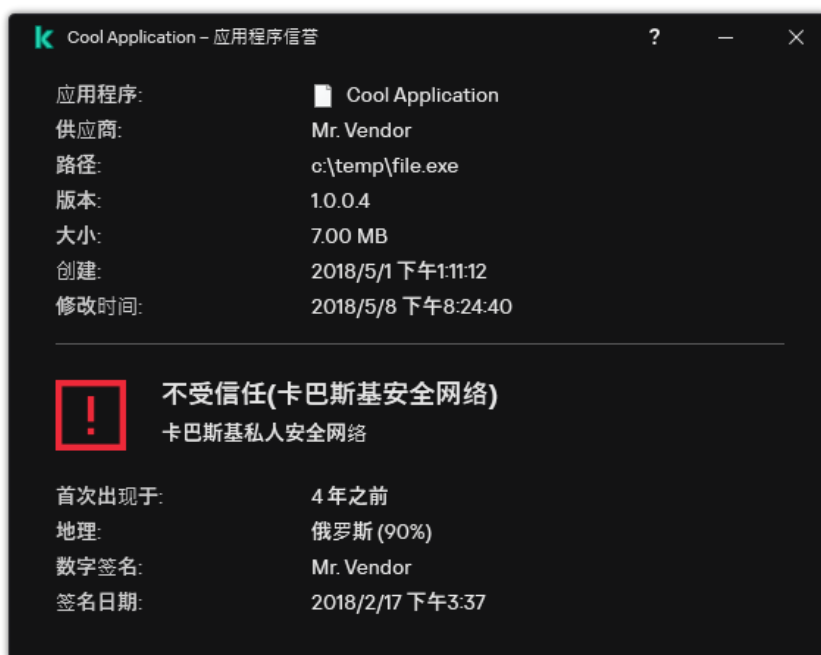 Cool Application – 应用程序信誉 ?
应用程序: Cool Application
供应商: Mr. Vendor
路径: c:\temp\file.exe
版本: 1.0.0.4
大小: 7.00 MB
创建: 2018/5/1 下午1:11:12
修改时间: 2018/5/8 下午8:24:40
不受信任(卡巴斯基安全网络)
卡巴斯基私人安全网络
首次出现于: 4 年之前
地理: 俄罗斯 (90%)
数字签名: Mr. Vendor
签名日期: 2018/2/17 下午3:37